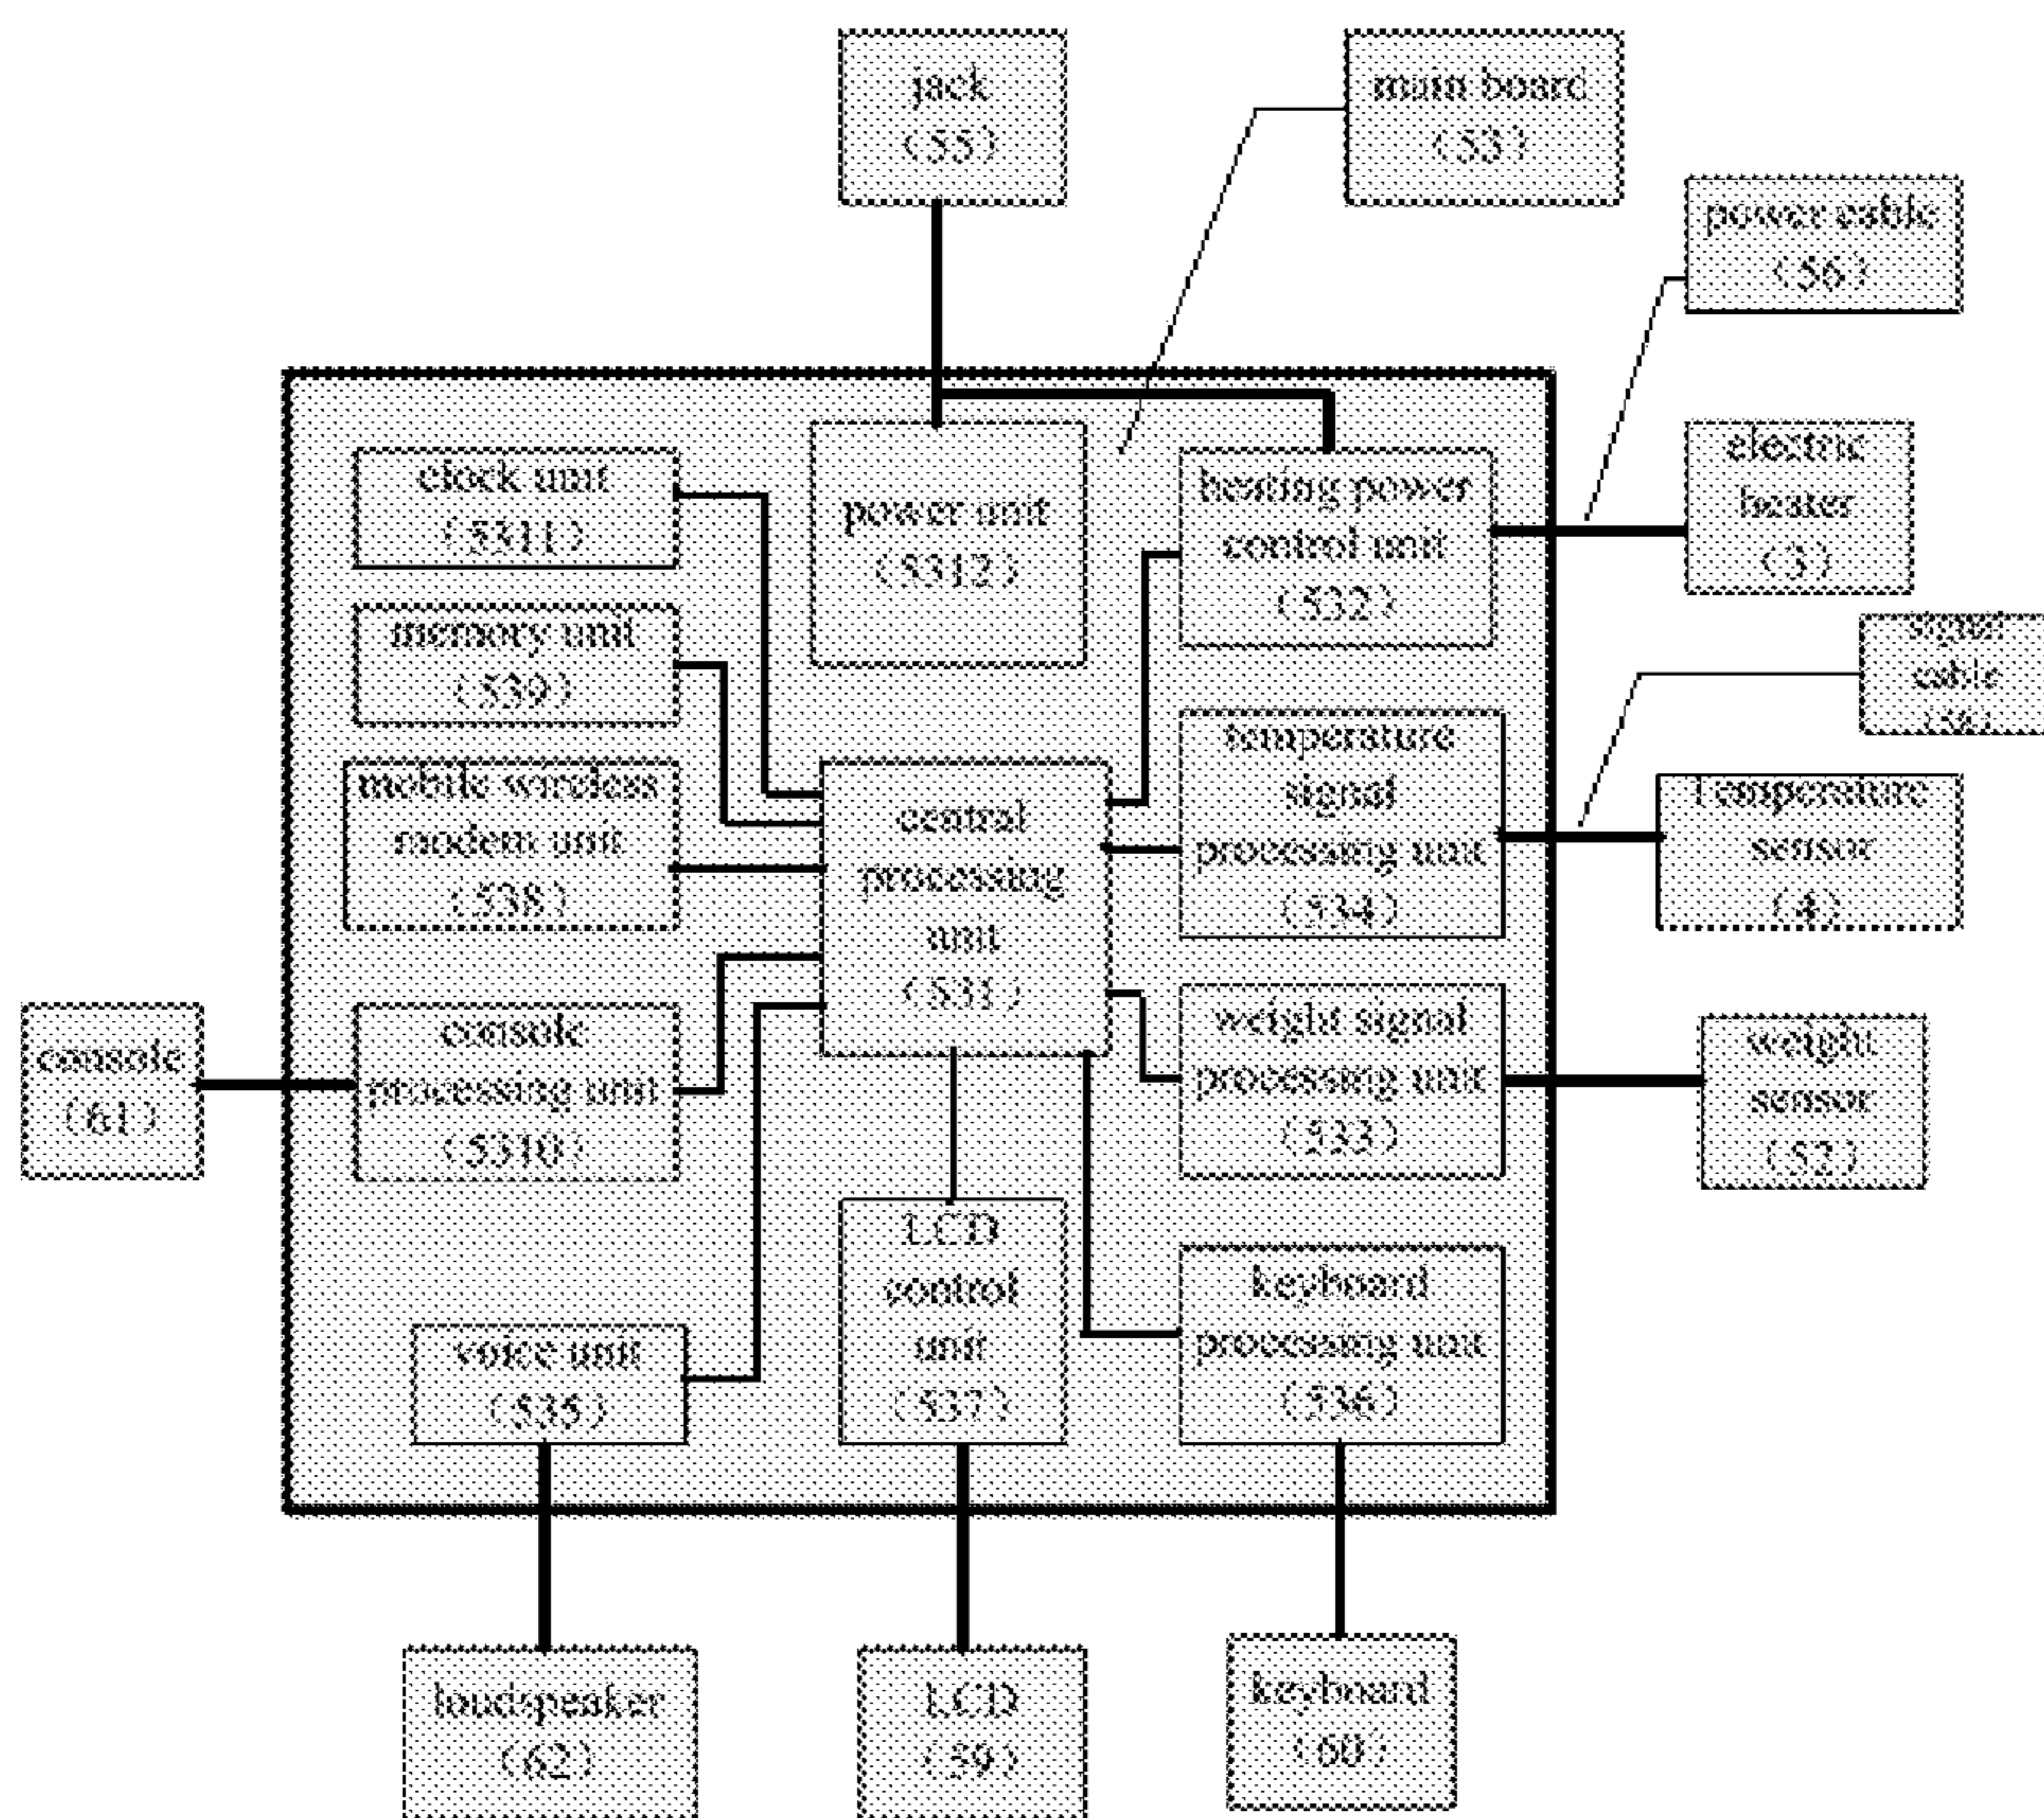 jack
(55)
main board
(53)
power cable
(56)
clock unit
(5311)
power unit
(5312)
heating power
control unit
(532)
electric
heater
(3)
memory unit
(539)
signal
cable
mobile wireless
modem unit
(538)
central
processing
unit
(531)
temperature
signal
processing unit
(534)
Temperature
sensor
(4)
console
(61)
console
processing unit
(5310)
weight signal
processing unit
(533)
weight
sensor
(52)
voice unit
(535)
LCD
control
unit
(537)
keyboard
processing unit
(536)
loudspeaker
(62)
LCD
(59)
keyboard
(60)